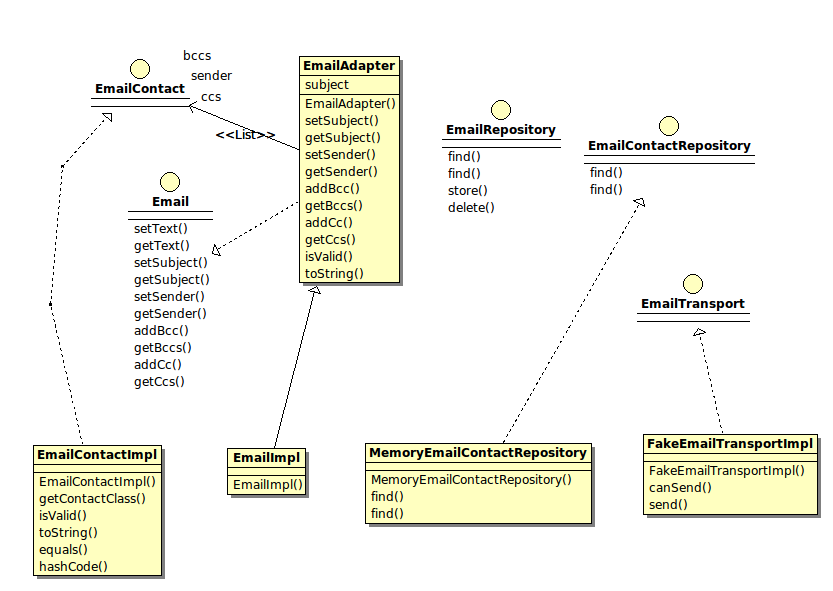 bccs
sender
ccs
<<List>>
EmailContact
EmailAdapter
subject
EmailAdapter()
setSubject()
getSubject()
setSender()
getSender()
addBcc()
getBccs()
addCc()
getCcs()
isValid()
toString()
EmailRepository
find()
find()
store()
delete()
EmailContactRepository
find()
find()
Email
setText()
getText()
setSubject()
getSubject()
setSender()
getSender()
addBcc()
getBccs()
addCc()
getCcs()
EmailTransport
EmailContactImpl
EmailContactImpl()
getContactClass()
isValid()
toString()
equals()
hashCode()
EmailImpl
EmailImpl()
MemoryEmailContactRepository
MemoryEmailContactRepository()
find()
find()
FakeEmailTransportImpl
FakeEmailTransportImpl()
canSend()
send()